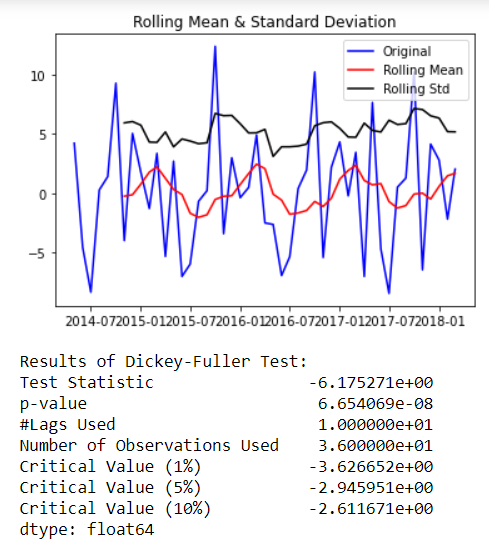 Rolling Mean & Standard Deviation
Original
Rolling Mean
Rolling Std
10
5
0
−5
2014-07 2015-01 2015-07 2016-01 2016-07 2017-01 2017-07 2018-01
Results of Dickey-Fuller Test:
Test Statistic -6.175271e+00
p-value 6.654069e-08
#Lags Used 1.000000e+01
Number of Observations Used 3.600000e+01
Critical Value (1%) -3.626652e+00
Critical Value (5%) -2.945951e+00
Critical Value (10%) -2.611671e+00
dtype: float64